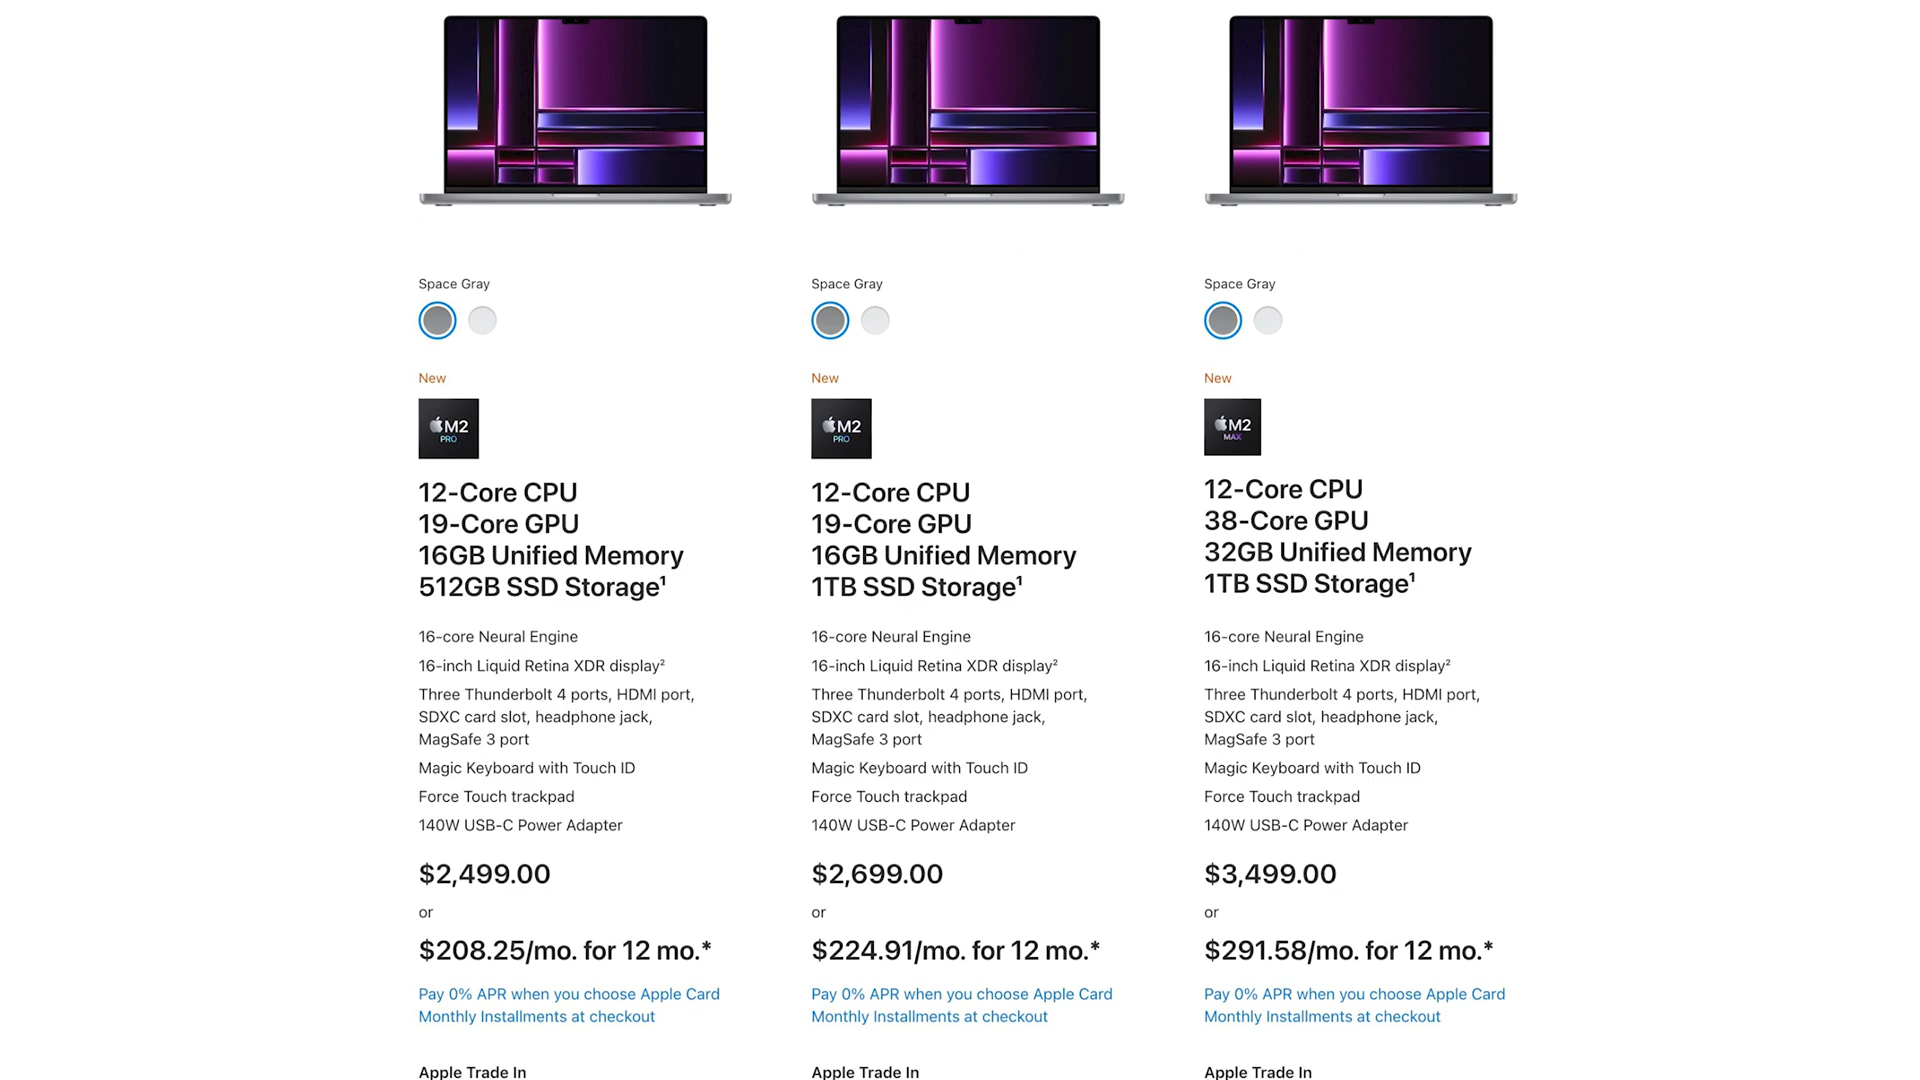 Space Gray
New
M2
PRO
12-Core CPU
19-Core GPU
16GB Unified Memory
512GB SSD Storage¹
16-core Neural Engine
16-inch Liquid Retina XDR display²
Three Thunderbolt 4 ports, HDMI port,
SDXC card slot, headphone jack,
MagSafe 3 port
Magic Keyboard with Touch ID
Force Touch trackpad
140W USB-C Power Adapter
$2,499.00
or
$208.25/mo. for 12 mo.*
Pay 0% APR when you choose Apple Card
Monthly Installments at checkout
Apple Trade In
Space Gray
New
M2
PRO
12-Core CPU
19-Core GPU
16GB Unified Memory
1TB SSD Storage¹
16-core Neural Engine
16-inch Liquid Retina XDR display²
Three Thunderbolt 4 ports, HDMI port,
SDXC card slot, headphone jack,
MagSafe 3 port
Magic Keyboard with Touch ID
Force Touch trackpad
140W USB-C Power Adapter
$2,699.00
or
$224.91/mo. for 12 mo.*
Pay 0% APR when you choose Apple Card
Monthly Installments at checkout
Apple Trade In
Space Gray
New
M2
MAX
12-Core CPU
38-Core GPU
32GB Unified Memory
1TB SSD Storage¹
16-core Neural Engine
16-inch Liquid Retina XDR display²
Three Thunderbolt 4 ports, HDMI port,
SDXC card slot, headphone jack,
MagSafe 3 port
Magic Keyboard with Touch ID
Force Touch trackpad
140W USB-C Power Adapter
$3,499.00
or
$291.58/mo. for 12 mo.*
Pay 0% APR when you choose Apple Card
Monthly Installments at checkout
Apple Trade In